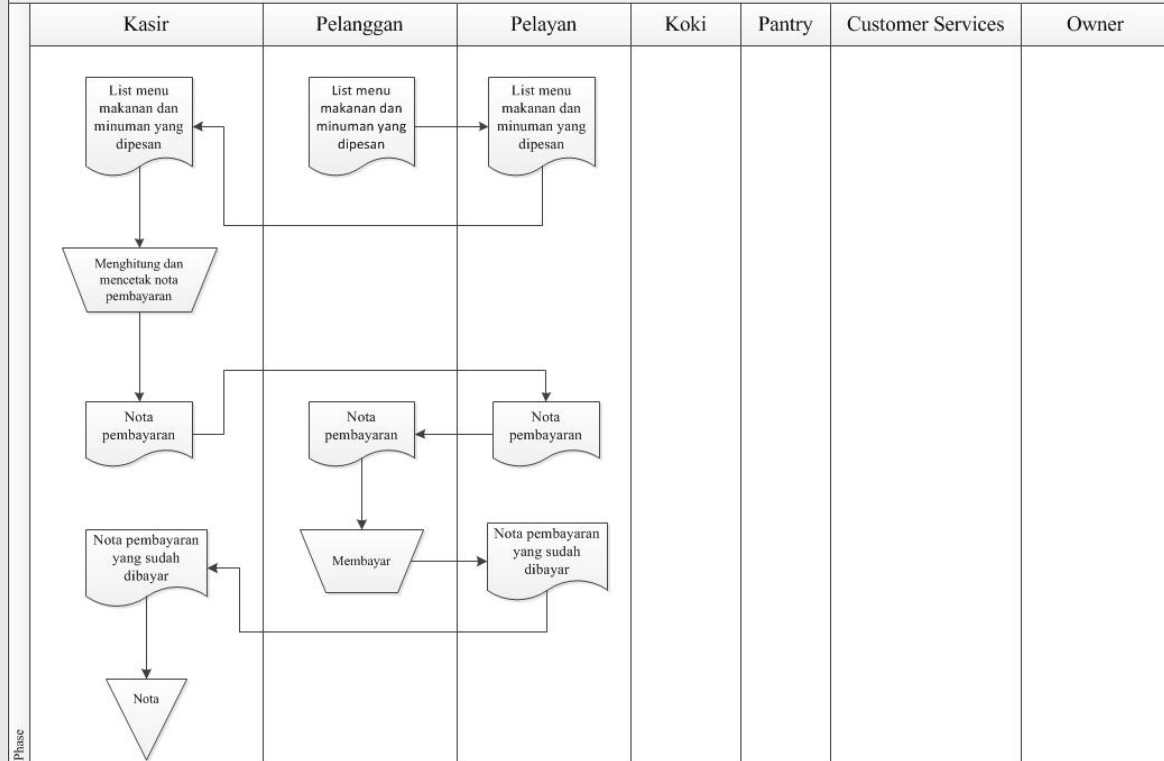 Kasir
Pelanggan
Pelayan
Koki
Pantry
Customer Services
Owner
List menu
makanan dan
minuman yang
dipesan
List menu
makanan dan
minuman yang
dipesan
List menu
makanan dan
minuman yang
dipesan
Menghitung dan
mencetak nota
pembayaran
Nota
pembayaran
Nota
pembayaran
Nota
pembayaran
Nota pembayaran
yang sudah
dibayar
Membayar
Nota pembayaran
yang sudah
dibayar
Nota
Phase